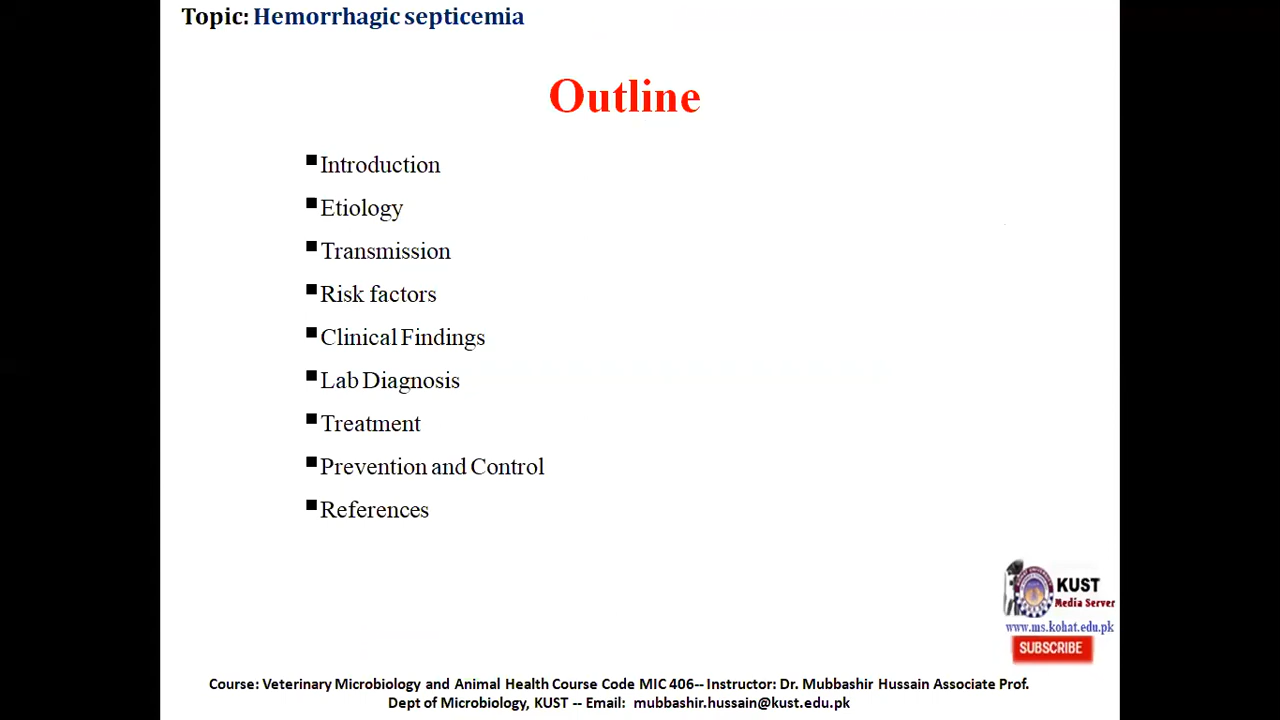 Topic: Hemorrhagic septicemia
Outline
▪Introduction
▪Etiology
▪Transmission
▪Risk factors
▪Clinical Findings
▪Lab Diagnosis
▪Treatment
▪Prevention and Control
▪References
KUST
Media Server
www.ms.kohat.edu.pk
SUBSCRIBE
Course: Veterinary Microbiology and Animal Health Course Code MIC 406-- Instructor: Dr. Mubbashir Hussain Associate Prof.
Dept of Microbiology, KUST -- Email: mubbashir.hussain@kust.edu.pk